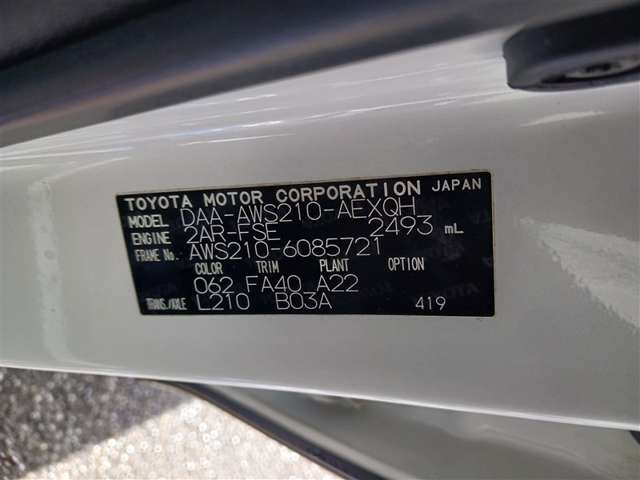 TOYOTA MOTOR CORPORATION JAPAN
MODEL DAA-AWS210-AEXQH
ENGINE 2AR-FSE 2493 mL
FRAME No. AWS210-6085721
COLOR TRIM PLANT OPTION
062 FA40 A22
TRANS./AXLE L210 B03A 419